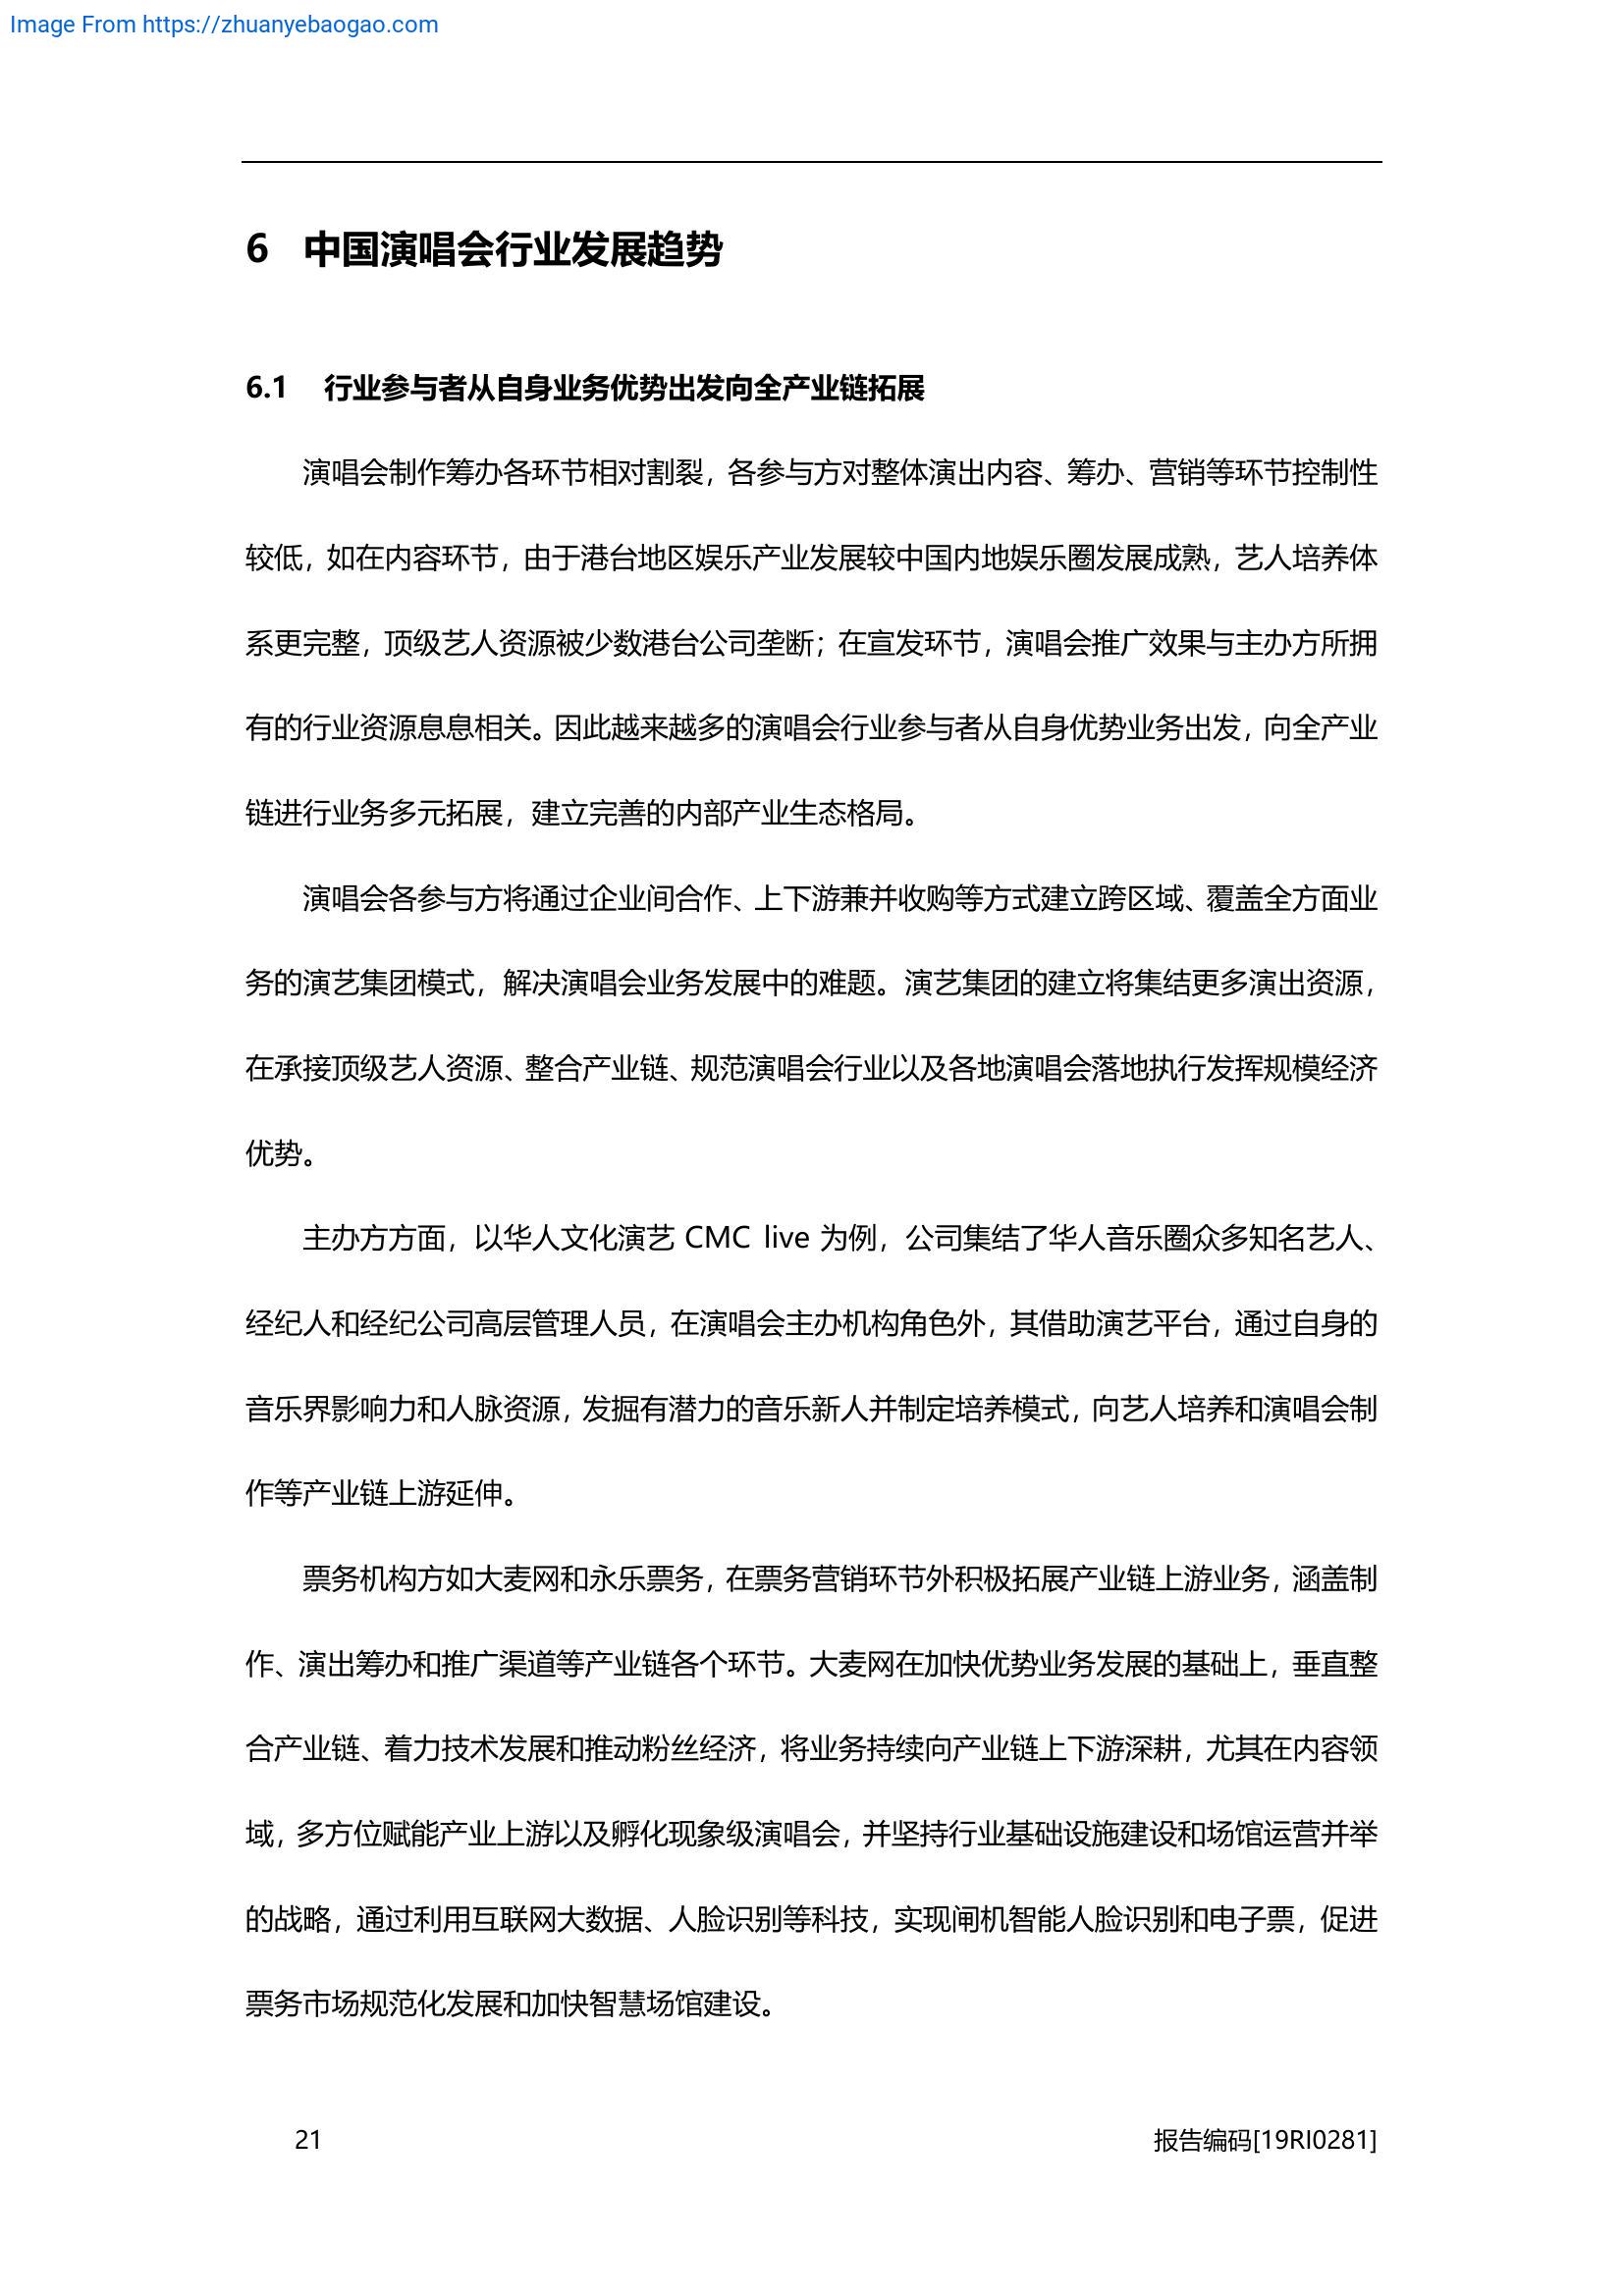 Image From https://zhuanyebaogao.com
6 中国演唱会行业发展趋势
6.1 行业参与者从自身业务优势出发向全产业链拓展
演唱会制作筹办各环节相对割裂，各参与方对整体演出内容、筹办、营销等环节控制性
较低，如在内容环节，由于港台地区娱乐产业发展较中国内地娱乐圈发展成熟，艺人培养体
系更完整，顶级艺人资源被少数港台公司垄断；在宣发环节，演唱会推广效果与主办方所拥
有的行业资源息息相关。因此越来越多的演唱会行业参与者从自身优势业务出发，向全产业
链进行业务多元拓展，建立完善的内部产业生态格局。
演唱会各参与方将通过企业间合作、上下游兼并收购等方式建立跨区域、覆盖全方面业
务的演艺集团模式，解决演唱会业务发展中的难题。演艺集团的建立将集结更多演出资源，
在承接顶级艺人资源、整合产业链、规范演唱会行业以及各地演唱会落地执行发挥规模经济
优势。
主办方方面，以华人文化演艺 CMC live 为例，公司集结了华人音乐圈众多知名艺人、
经纪人和经纪公司高层管理人员，在演唱会主办机构角色外，其借助演艺平台，通过自身的
音乐界影响力和人脉资源，发掘有潜力的音乐新人并制定培养模式，向艺人培养和演唱会制
作等产业链上游延伸。
票务机构方如大麦网和永乐票务，在票务营销环节外积极拓展产业链上游业务，涵盖制
作、演出筹办和推广渠道等产业链各个环节。大麦网在加快优势业务发展的基础上，垂直整
合产业链、着力技术发展和推动粉丝经济，将业务持续向产业链上下游深耕，尤其在内容领
域，多方位赋能产业上游以及孵化现象级演唱会，并坚持行业基础设施建设和场馆运营并举
的战略，通过利用互联网大数据、人脸识别等科技，实现闸机智能人脸识别和电子票，促进
票务市场规范化发展和加快智慧场馆建设。
21 报告编码[19RI0281]